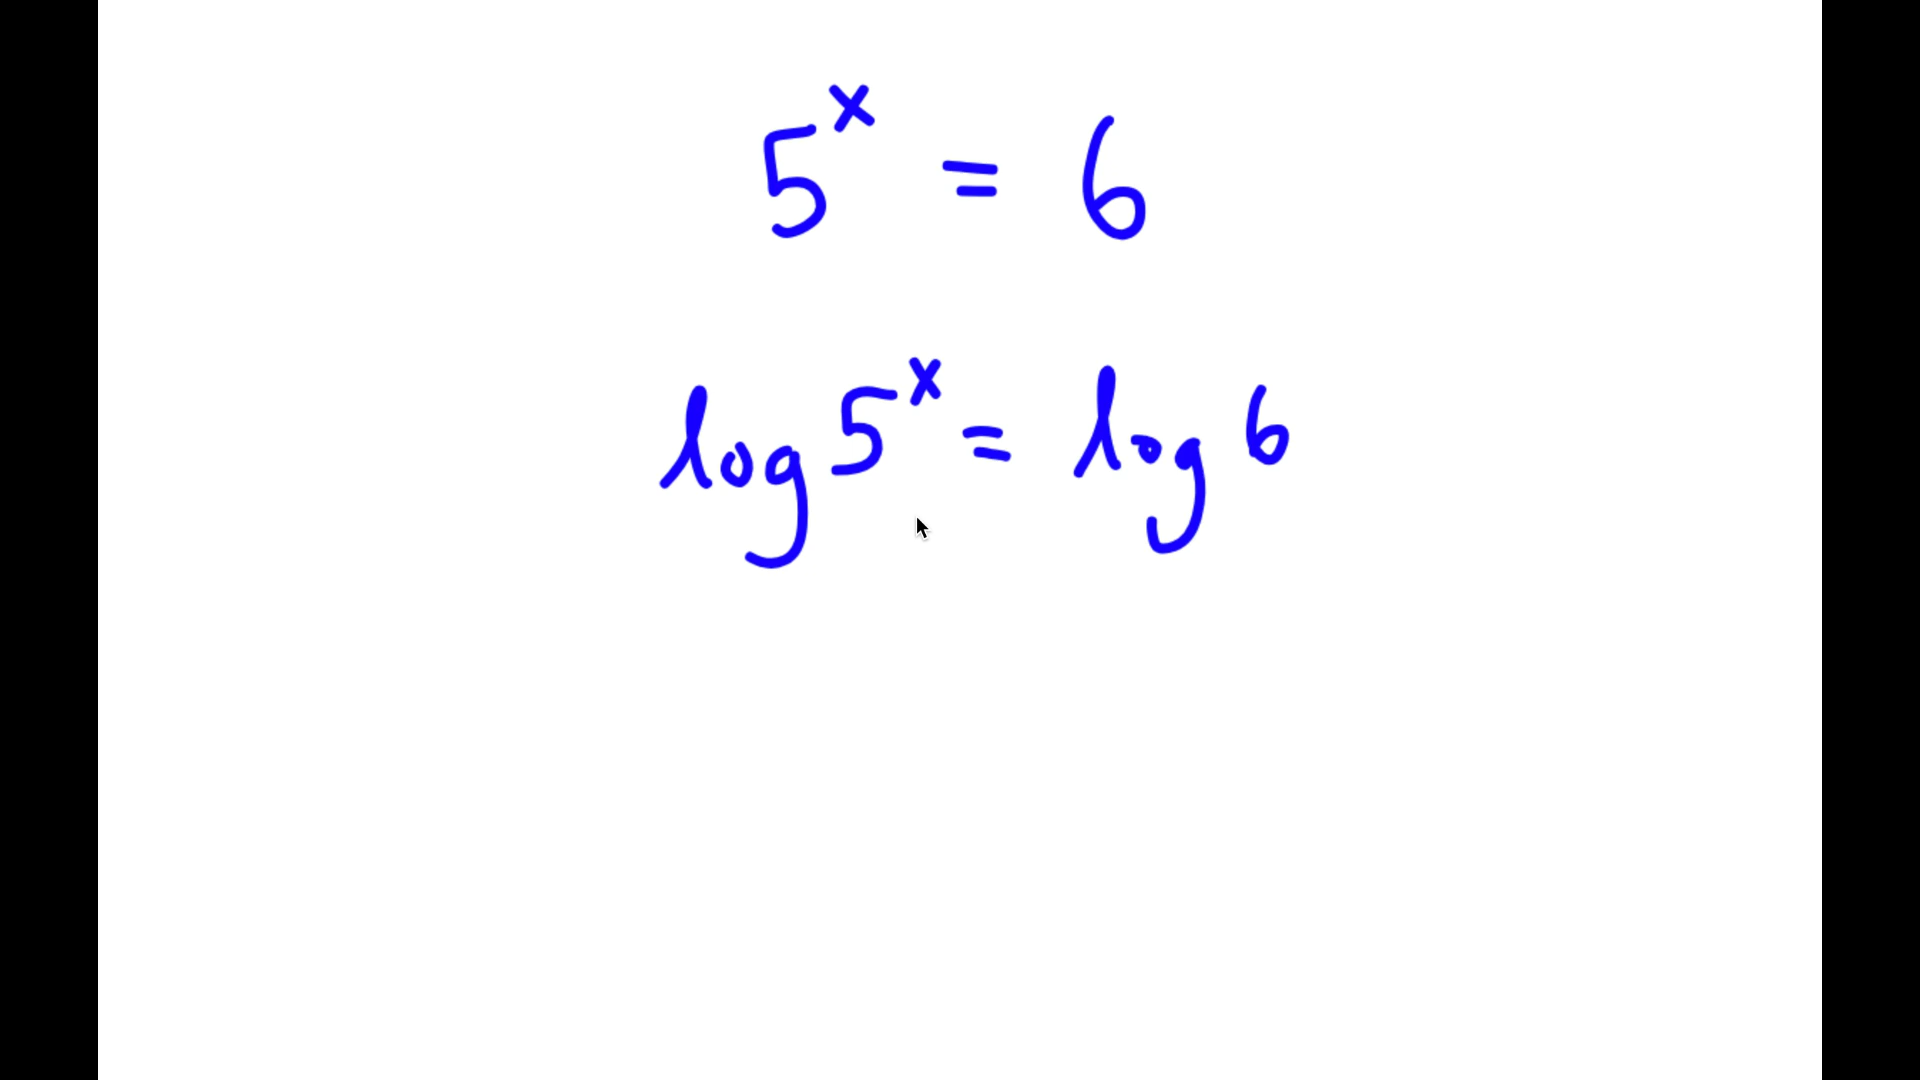 5^x = 6
log 5^x = log 6